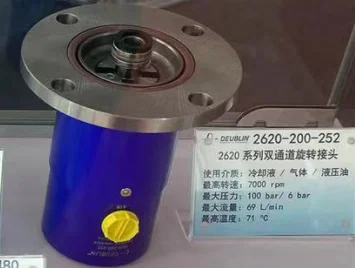 DEUBLIN 2620-200-252
2620 系列双通道旋转接头
使用介质: 冷却液 / 气体 / 液压油
最高转速: 7000 rpm
最大压力: 100 bar/ 6 bar
最大流量: 69 L/min
最高温度: 71 ℃
DEUBLIN
480